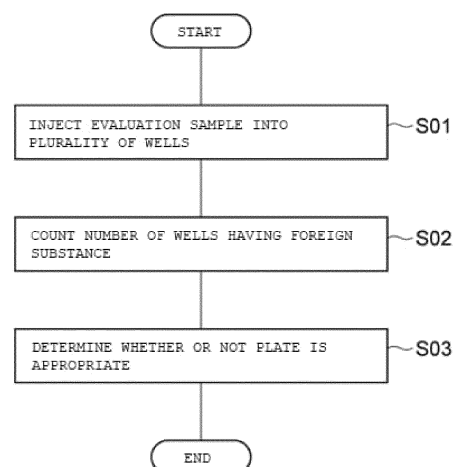 START
INJECT EVALUATION SAMPLE INTO
PLURALITY OF WELLS
S01
COUNT NUMBER OF WELLS HAVING FOREIGN
SUBSTANCE
S02
DETERMINE WHETHER OR NOT PLATE IS
APPROPRIATE
S03
END